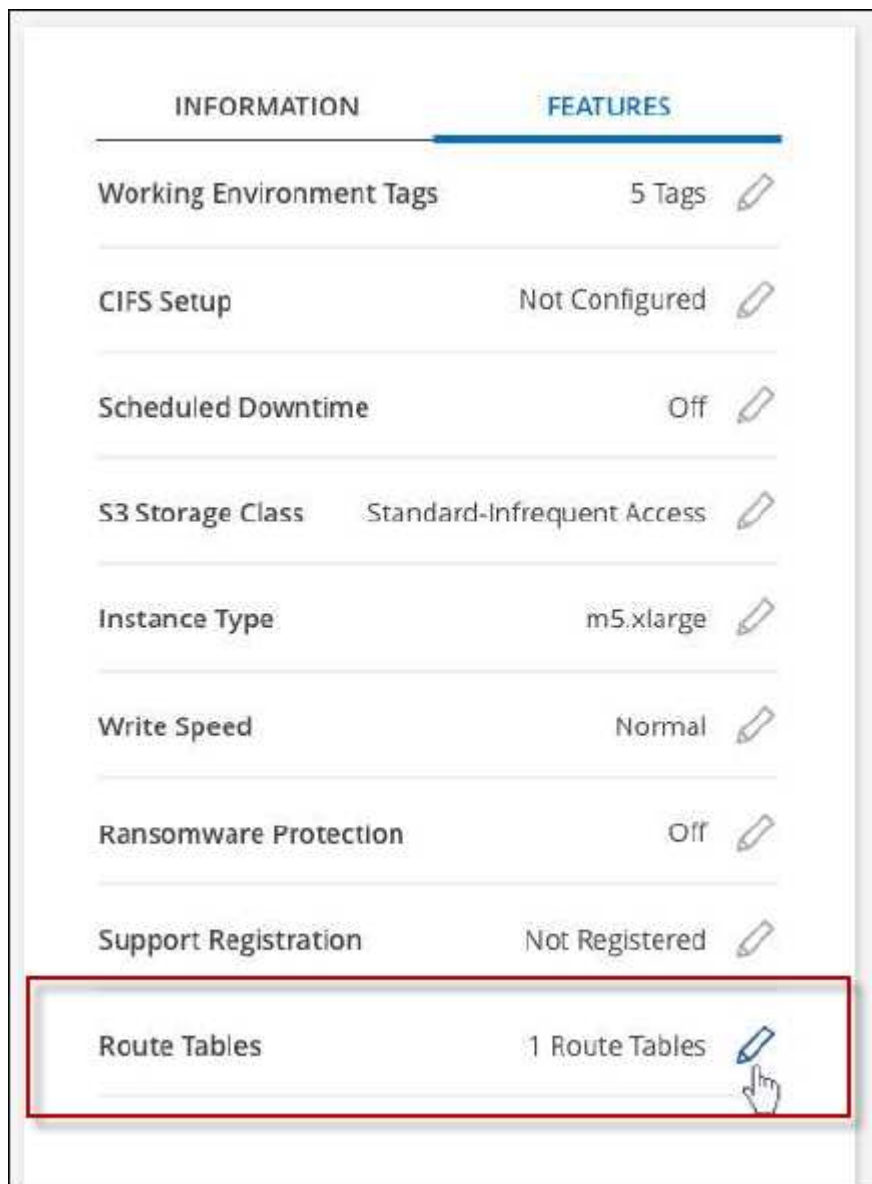 INFORMATION FEATURES
Working Environment Tags 5 Tags
CIFS Setup Not Configured
Scheduled Downtime Off
S3 Storage Class Standard-Infrequent Access
Instance Type m5.xlarge
Write Speed Normal
Ransomware Protection Off
Support Registration Not Registered
Route Tables 1 Route Tables